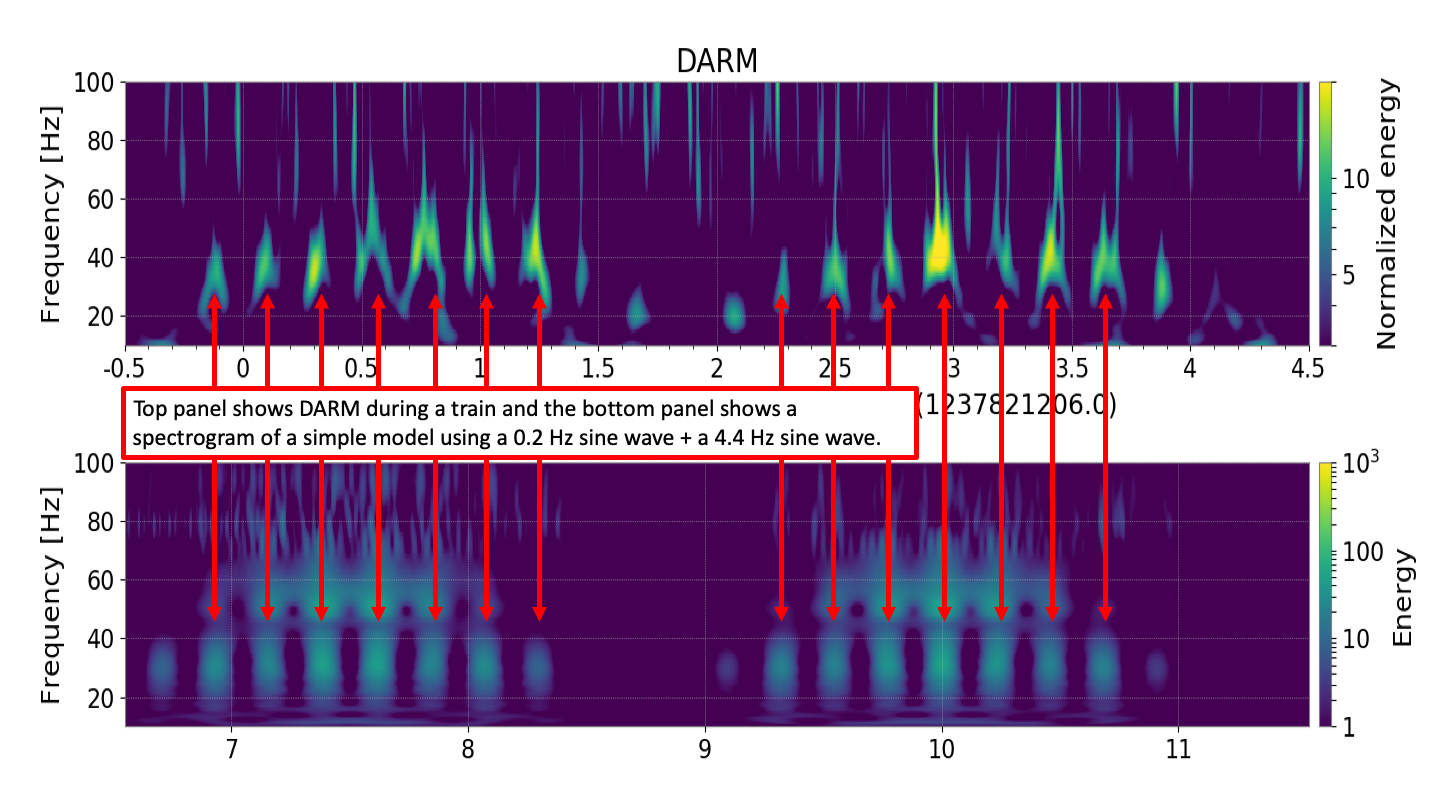 DARM
100
80
60
40
20
Frequency [Hz]
-0.5 0 0.5 1 1.5 2 2.5 3 3.5 4 4.5
10
5
Normalized energy
(1237821206.0)
Top panel shows DARM during a train and the bottom panel shows a
spectrogram of a simple model using a 0.2 Hz sine wave + a 4.4 Hz sine wave.
100
80
60
40
20
Frequency [Hz]
7 8 9 10 11
10³
100
10
1
Energy